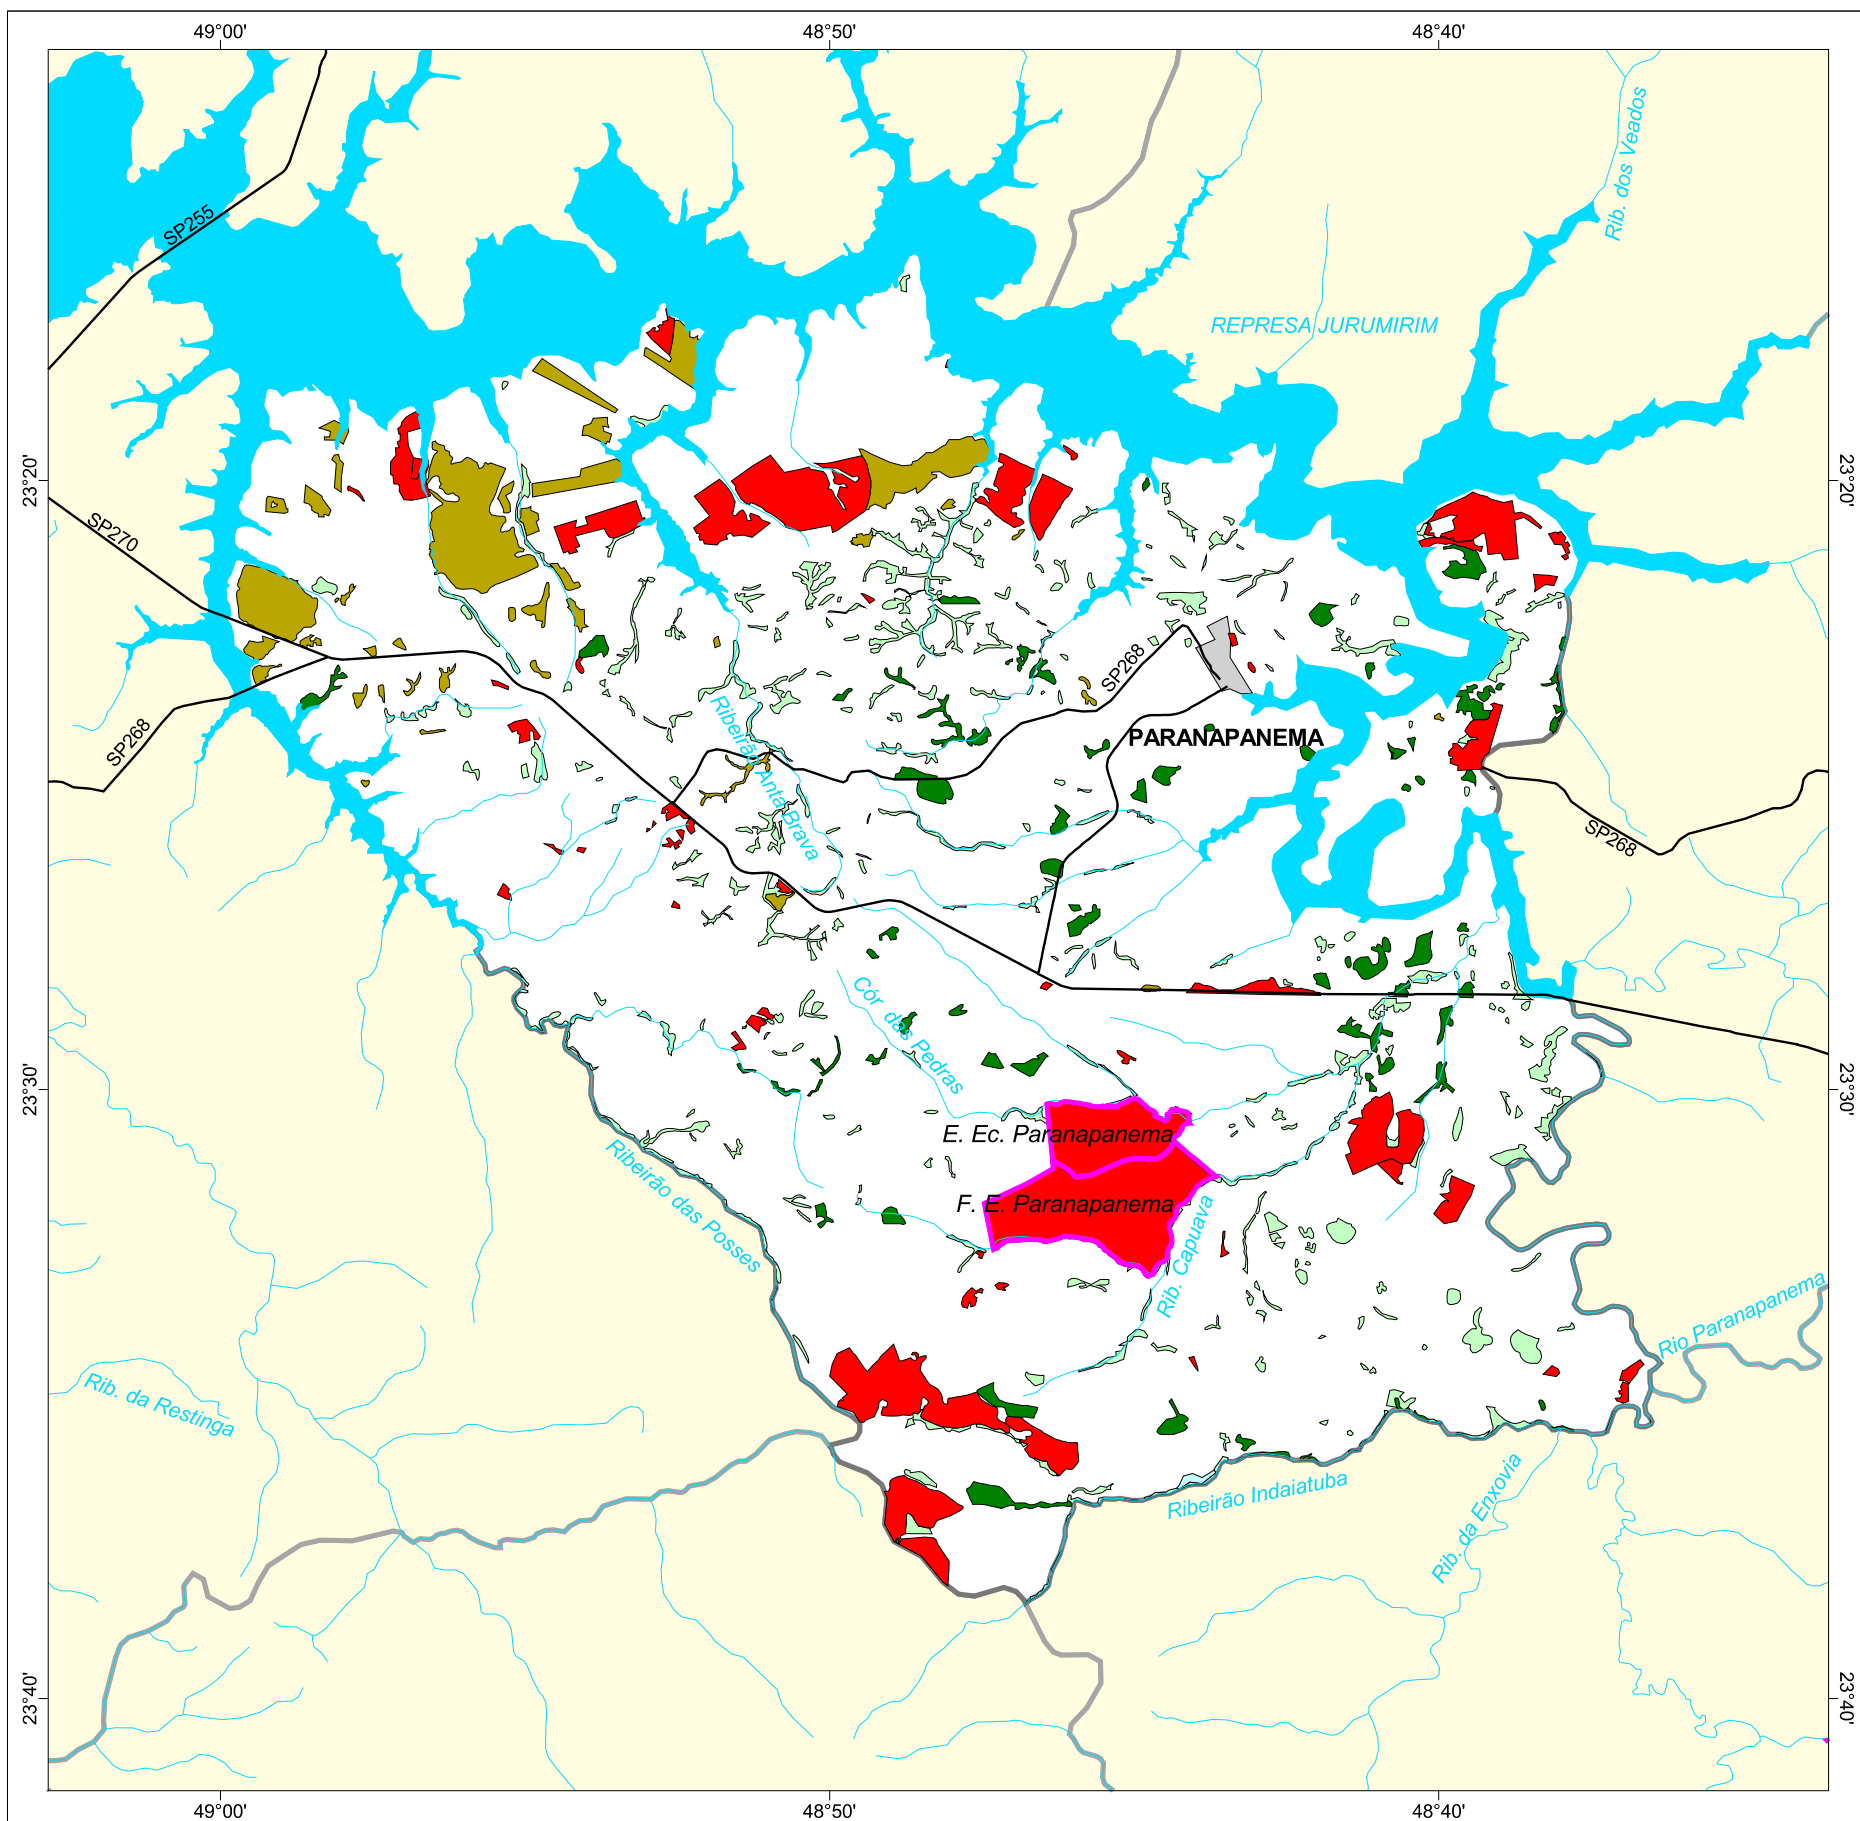 49°00' 48°50' 48°40'
Rib. dos Veados
SP255
REPRESA JURUMIRIM
23°20' 23°20'
SP270
SP268
SP268
Ribeirão Anta Brava
PARANAPANEMA
SP268
Cór das Pedras
23°30' 23°30'
E. Ec. Paranapanema
Ribeirão das Posses
F. E. Paranapanema
Rib. Capuava
Rio Paranapanema
Rib. da Restinga
Ribeirão Indaiatuba
Rib. da Enxovia
23°40' 23°40'
49°00' 48°50' 48°40'